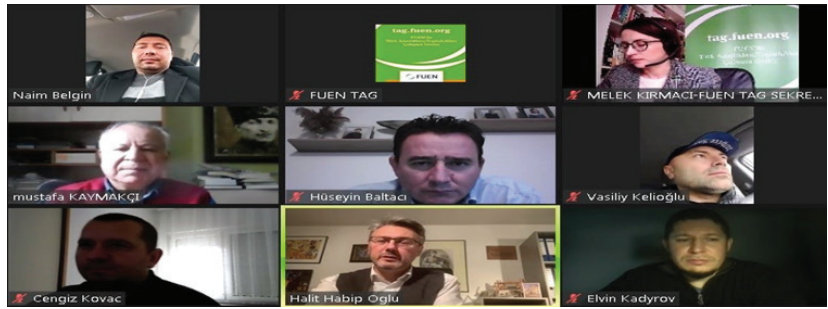 Naim Belgin
tag.fuen.org
FUEN
FUEN TAG
tag.fuen.org
MELEK KIRMACI-FUEN TAG SEKRE...
mustafa KAYMAKÇI
Hüseyin Baltacı
Vasiliy Kelioğlu
Cengiz Kovac
Halit Habip Oglu
Elvin Kadyrov